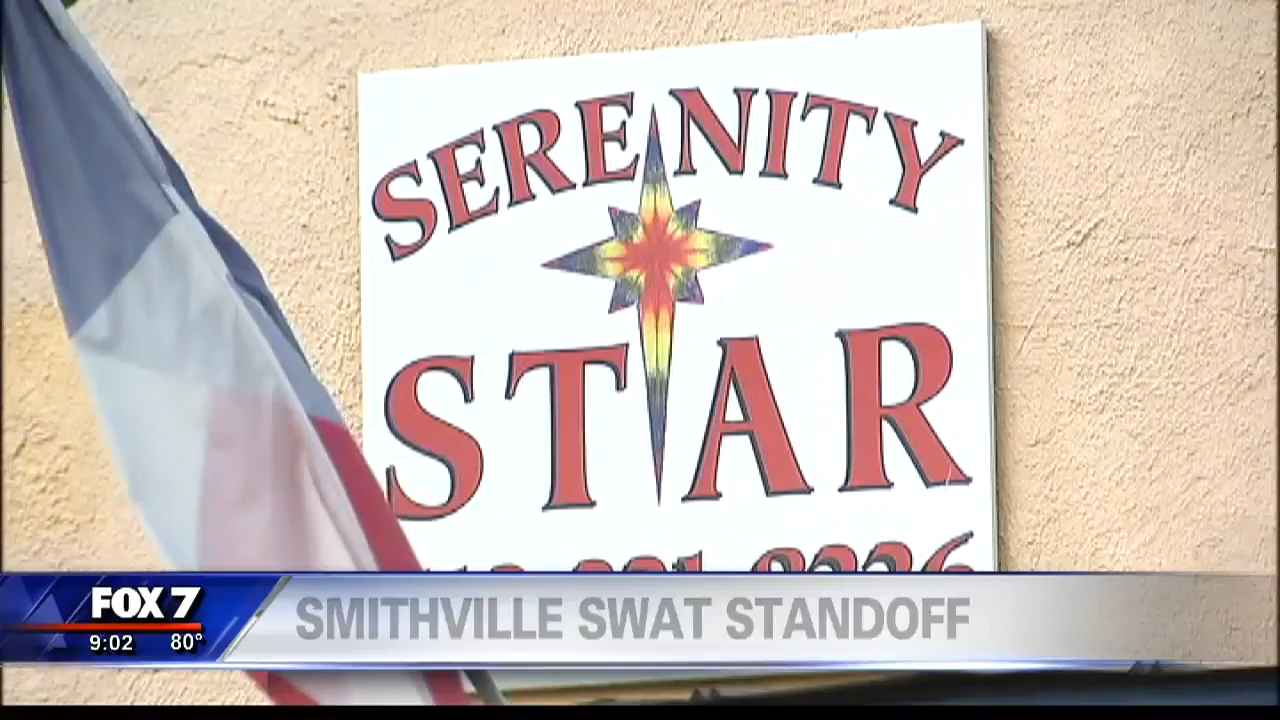 SERENITY
STAR
FOX 7
SMITHVILLE SWAT STANDOFF
9:02 80°